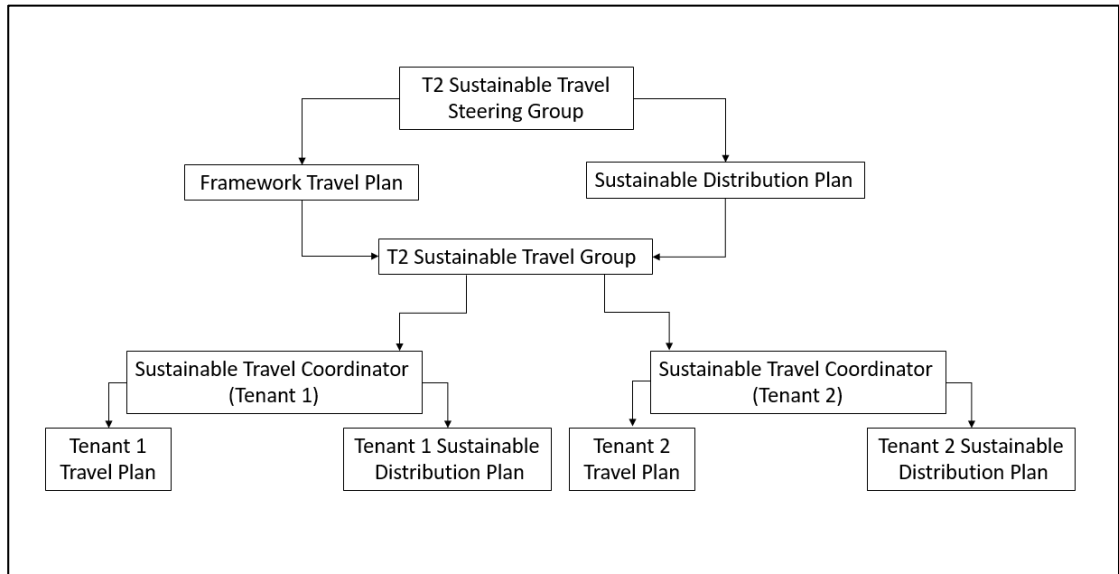 T2 Sustainable Travel
Steering Group
Framework Travel Plan
Sustainable Distribution Plan
T2 Sustainable Travel Group
Sustainable Travel Coordinator
(Tenant 1)
Sustainable Travel Coordinator
(Tenant 2)
Tenant 1
Travel Plan
Tenant 1 Sustainable
Distribution Plan
Tenant 2
Travel Plan
Tenant 2 Sustainable
Distribution Plan